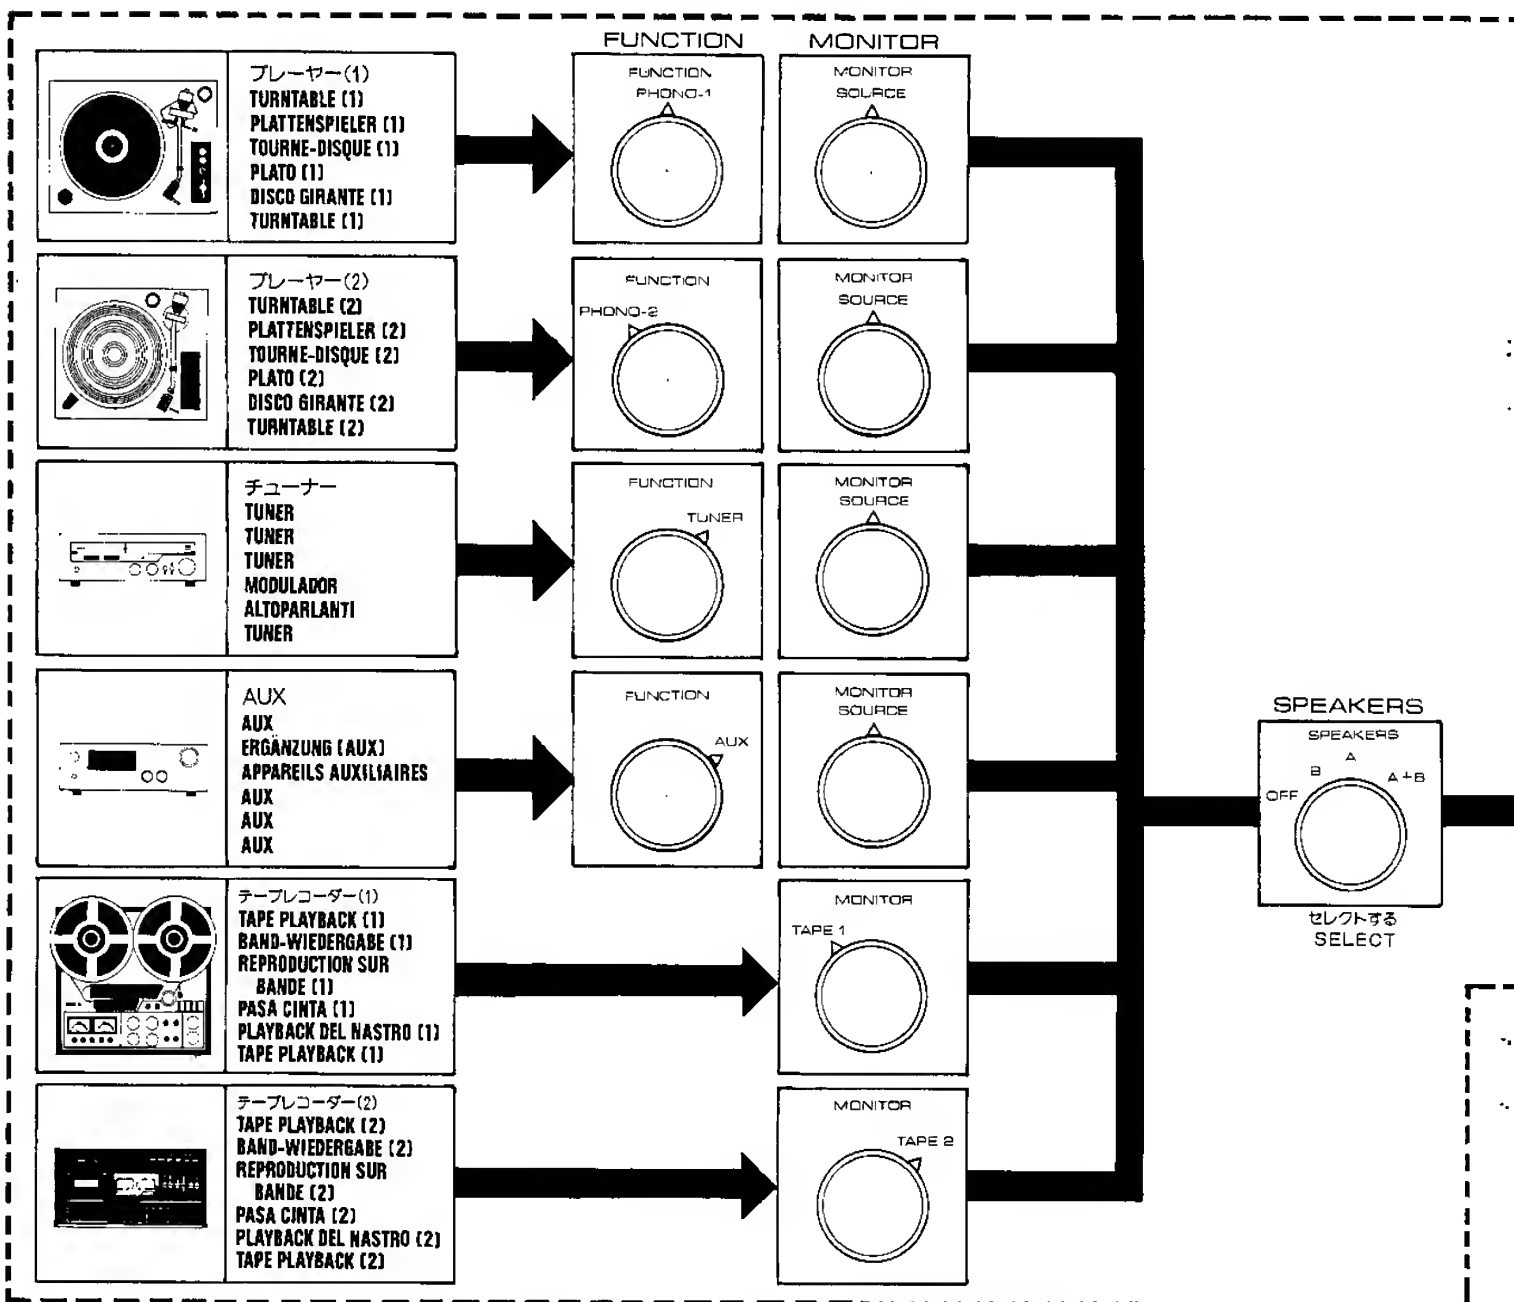 FUNCTION MONITOR
プレーヤー(1)
TURNTABLE (1)
PLATTENSPIELER (1)
TOURNE-DISQUE (1)
PLATO (1)
DISCO GIRANTE (1)
TURNTABLE (1)
FUNCTION
PHONO-1
MONITOR
SOURCE
プレーヤー(2)
TURNTABLE (2)
PLATTENSPIELER (2)
TOURNE-DISQUE (2)
PLATO (2)
DISCO GIRANTE (2)
TURNTABLE (2)
FUNCTION
PHONO-2
MONITOR
SOURCE
チューナー
TUNER
TUNER
TUNER
MODULADOR
ALTOPARLANTI
TUNER
FUNCTION
TUNER
MONITOR
SOURCE
AUX
AUX
ERGÄNZUNG (AUX)
APPAREILS AUXILIAIRES
AUX
AUX
AUX
FUNCTION
AUX
MONITOR
SOURCE
テープレコーダー(1)
TAPE PLAYBACK (1)
BAND-WIEDERGABE (1)
REPRODUCTION SUR
BANDE (1)
PASA CINTA (1)
PLAYBACK DEL NASTRO (1)
TAPE PLAYBACK (1)
MONITOR
TAPE 1
テープレコーダー(2)
TAPE PLAYBACK (2)
BAND-WIEDERGABE (2)
REPRODUCTION SUR
BANDE (2)
PASA CINTA (2)
PLAYBACK DEL NASTRO (2)
TAPE PLAYBACK (2)
MONITOR
TAPE 2
SPEAKERS
SPEAKERS
OFF B A A+B
セレクトする
SELECT